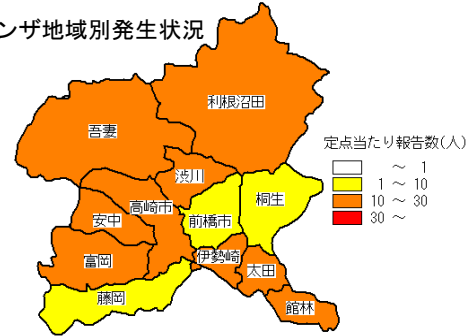 ンザ地域別発生状況
利根沼田
吾妻
定点当たり報告数(人)
～ 1
1 ～ 10
10 ～ 30
30 ～
渋川
高崎市
桐生
前橋市
安中
伊勢崎
富岡
太田
藤岡
館林